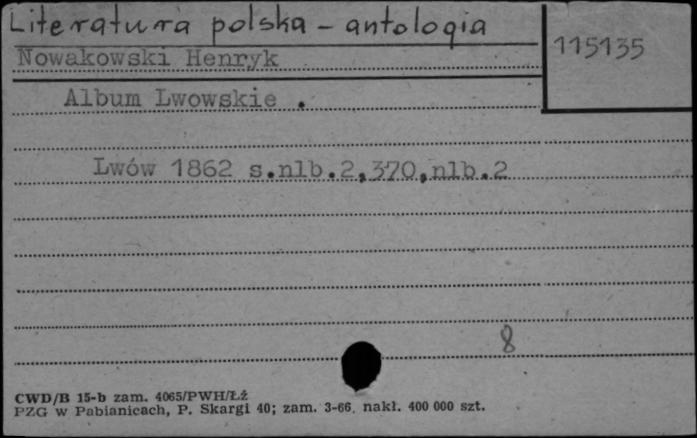 Literatura polska - antologia
115135
Nowakowski Henryk
Album Lwowskie .
Lwów 1862 s.nlb.2,370,nlb.2
8
CWD/B 15-b zam. 4065/PWH/Łź
PZG w Pabianicach, P. Skargi 40; zam. 3-66. nakł. 400 000 szt.